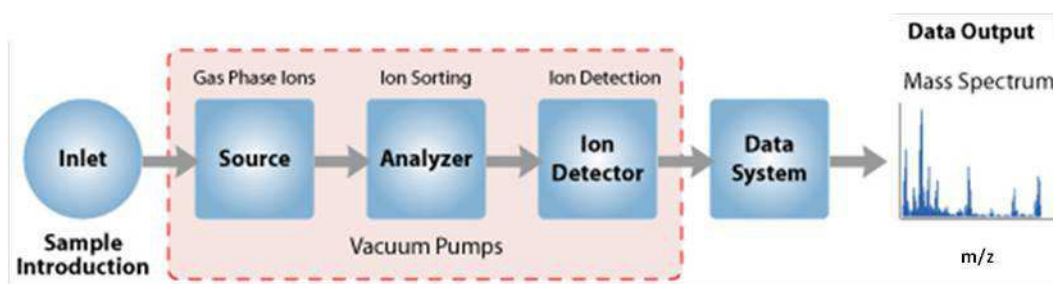 Data Output
Gas Phase Ions
Ion Sorting
Ion Detection
Mass Spectrum
Inlet
Source
Analyzer
Ion
Detector
Data
System
Sample
Introduction
Vacuum Pumps
m/z